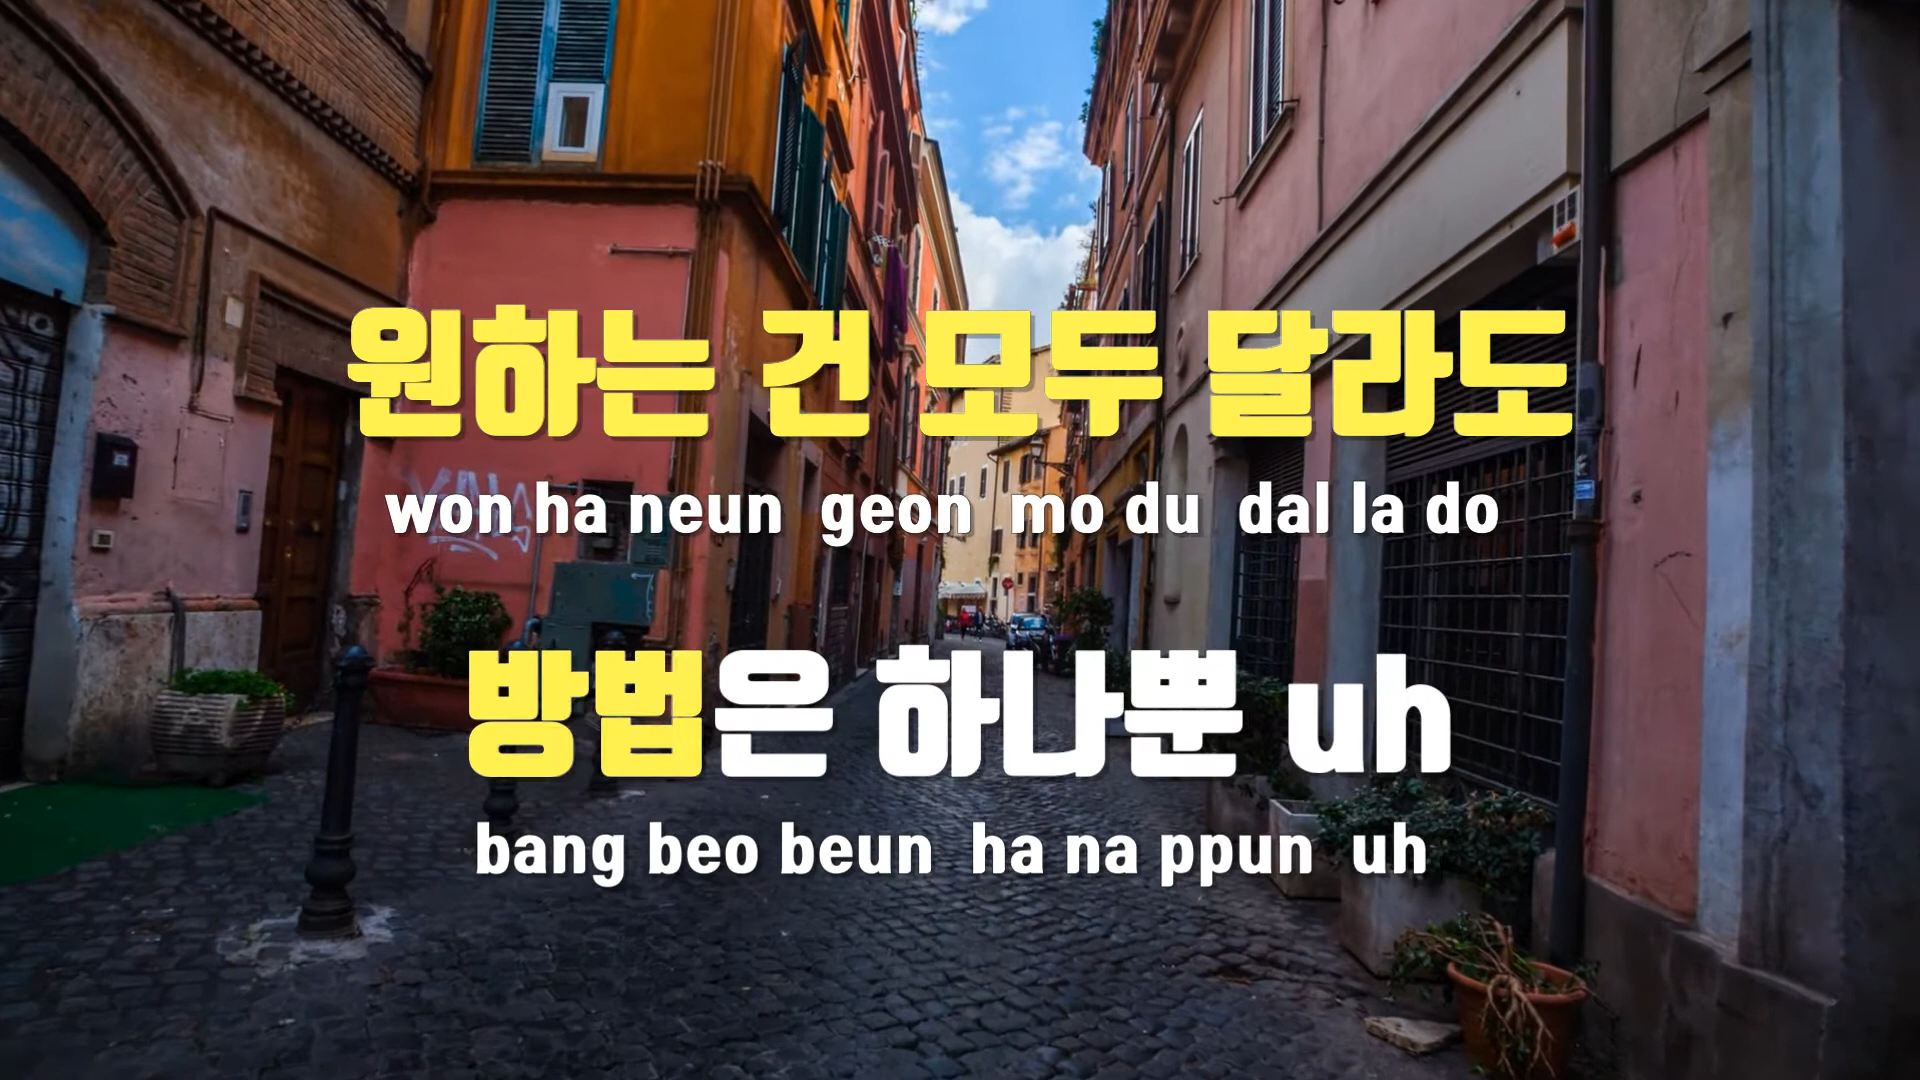 원하는 건 모두 달라도
won ha neun geon mo du dal la do
방법은 하나뿐 uh
bang beo beun ha na ppun uh